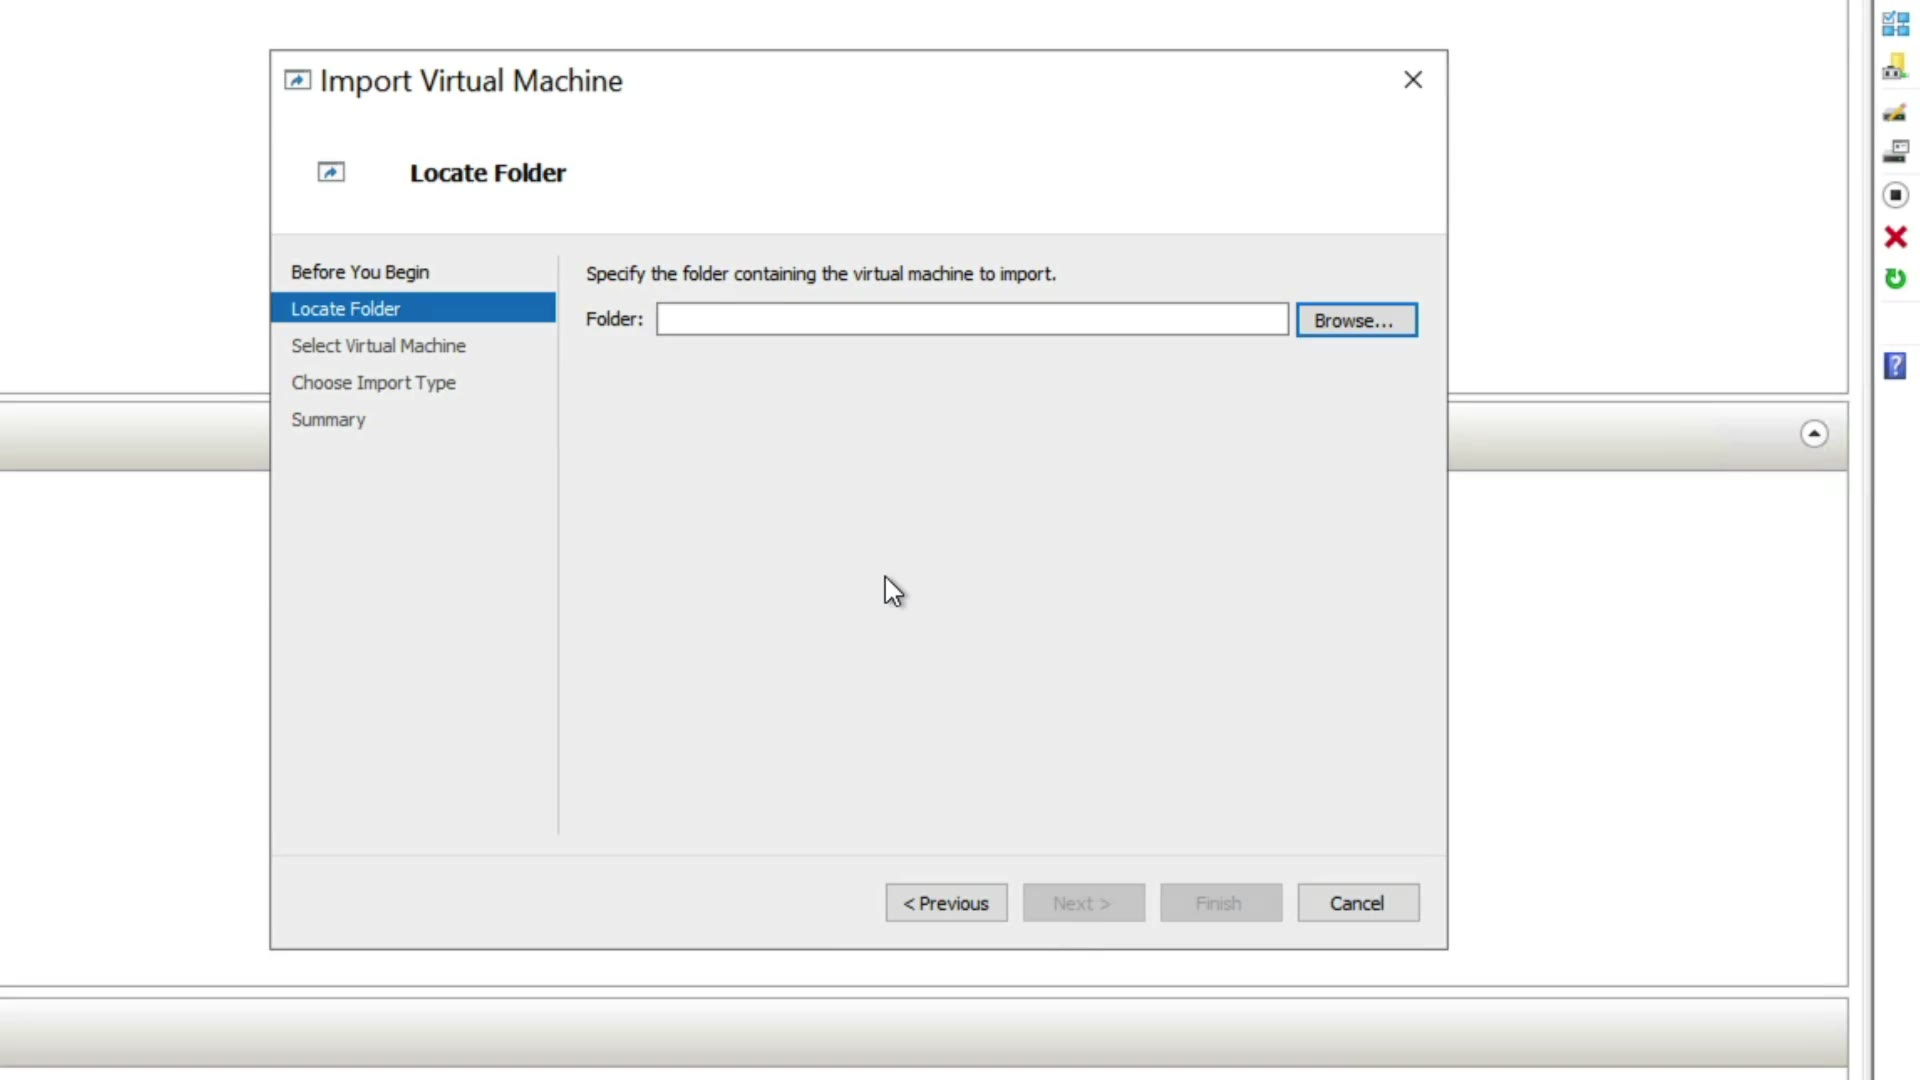 Import Virtual Machine
Locate Folder
Before You Begin
Locate Folder
Select Virtual Machine
Choose Import Type
Summary
Specify the folder containing the virtual machine to import.
Folder:
Browse...
< Previous
Next >
Finish
Cancel